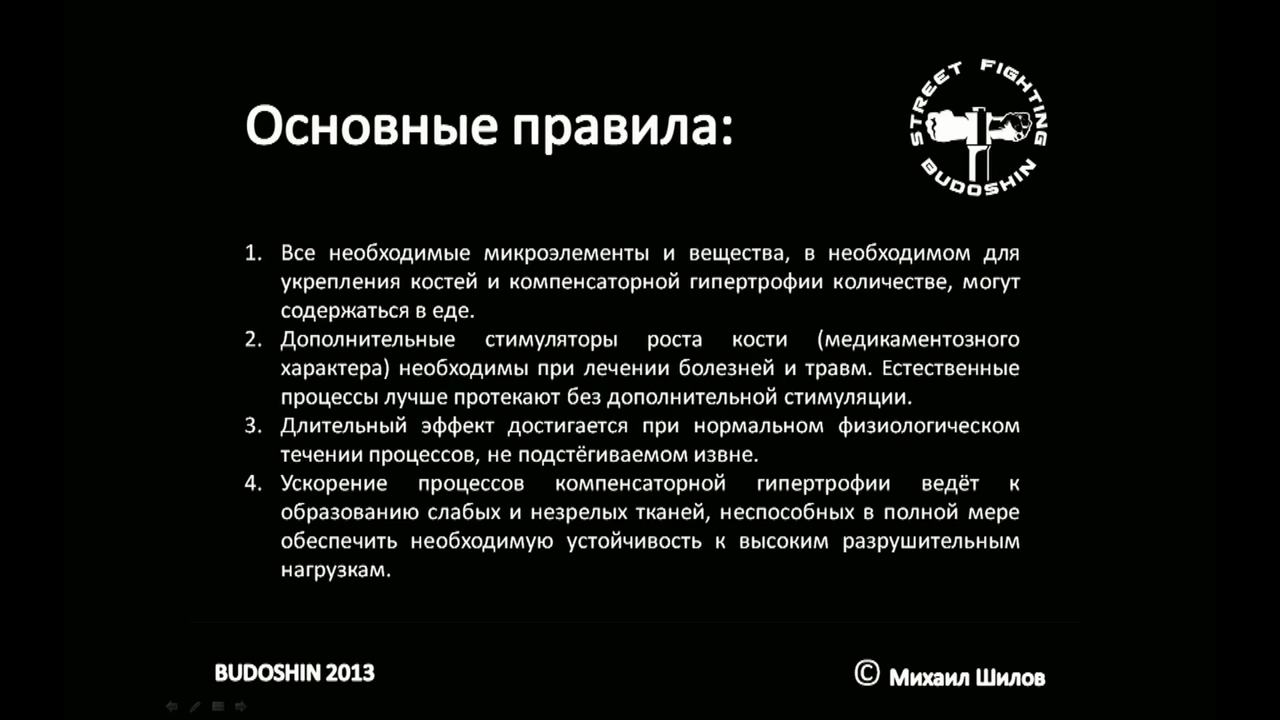 STREET FIGHTING
BUDOSHIN
Основные правила:
1. Все необходимые микроэлементы и вещества, в необходимом для
укрепления костей и компенсаторной гипертрофии количестве, могут
содержаться в еде.
2. Дополнительные стимуляторы роста кости (медикаментозного
характера) необходимы при лечении болезней и травм. Естественные
процессы лучше протекают без дополнительной стимуляции.
3. Длительный эффект достигается при нормальном физиологическом
течении процессов, не подстёгиваемом извне.
4. Ускорение процессов компенсаторной гипертрофии ведёт к
образованию слабых и незрелых тканей, неспособных в полной мере
обеспечить необходимую устойчивость к высоким разрушительным
нагрузкам.
BUDOSHIN 2013
© Михаил Шилов